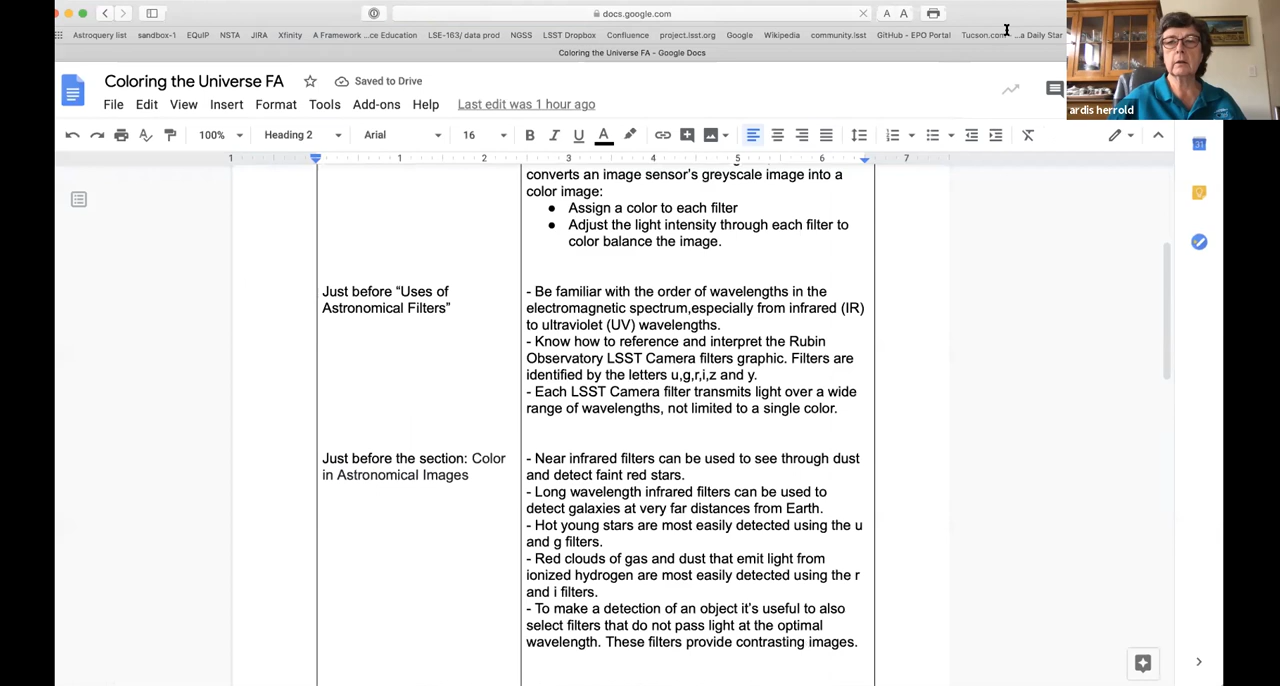 docs.google.com
A A
Astroquery list sandbox-1 EQuIP NSTA JIRA Xfinity A Framework ...ce Education LSE-163/ data prod NGSS LSST Dropbox Confluence project.lsst.org Google Wikipedia community.lsst GitHub - EPO Portal Tucson.com ...a Daily Star
Coloring the Universe FA - Google Docs
Coloring the Universe FA Saved to Drive
File Edit View Insert Format Tools Add-ons Help Last edit was 1 hour ago
ardis herrold
100% Heading 2 Arial 16 B I U A
1 1 2 3 4 5 6 7
31
converts an image sensor's greyscale image into a
color image:
● Assign a color to each filter
● Adjust the light intensity through each filter to
color balance the image.
Just before “Uses of
Astronomical Filters”
- Be familiar with the order of wavelengths in the
electromagnetic spectrum,especially from infrared (IR)
to ultraviolet (UV) wavelengths.
- Know how to reference and interpret the Rubin
Observatory LSST Camera filters graphic. Filters are
identified by the letters u,g,r,i,z and y.
- Each LSST Camera filter transmits light over a wide
range of wavelengths, not limited to a single color.
Just before the section: Color
in Astronomical Images
- Near infrared filters can be used to see through dust
and detect faint red stars.
- Long wavelength infrared filters can be used to
detect galaxies at very far distances from Earth.
- Hot young stars are most easily detected using the u
and g filters.
- Red clouds of gas and dust that emit light from
ionized hydrogen are most easily detected using the r
and i filters.
- To make a detection of an object it's useful to also
select filters that do not pass light at the optimal
wavelength. These filters provide contrasting images.